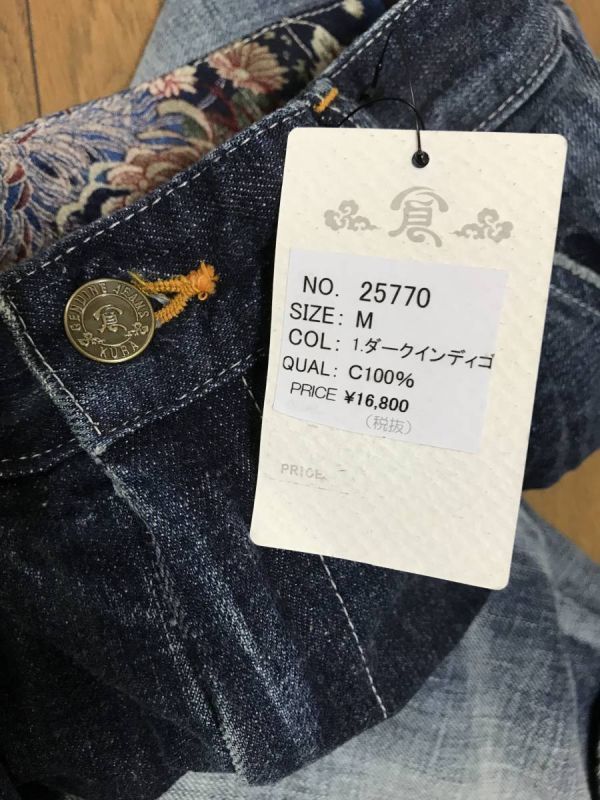 倉
NO. 25770
SIZE: M
COL: 1.ダークインディゴ
QUAL: C100%
PRICE ¥16,800
(税抜)
PRICE
GENUINE JEANS
倉
KURA